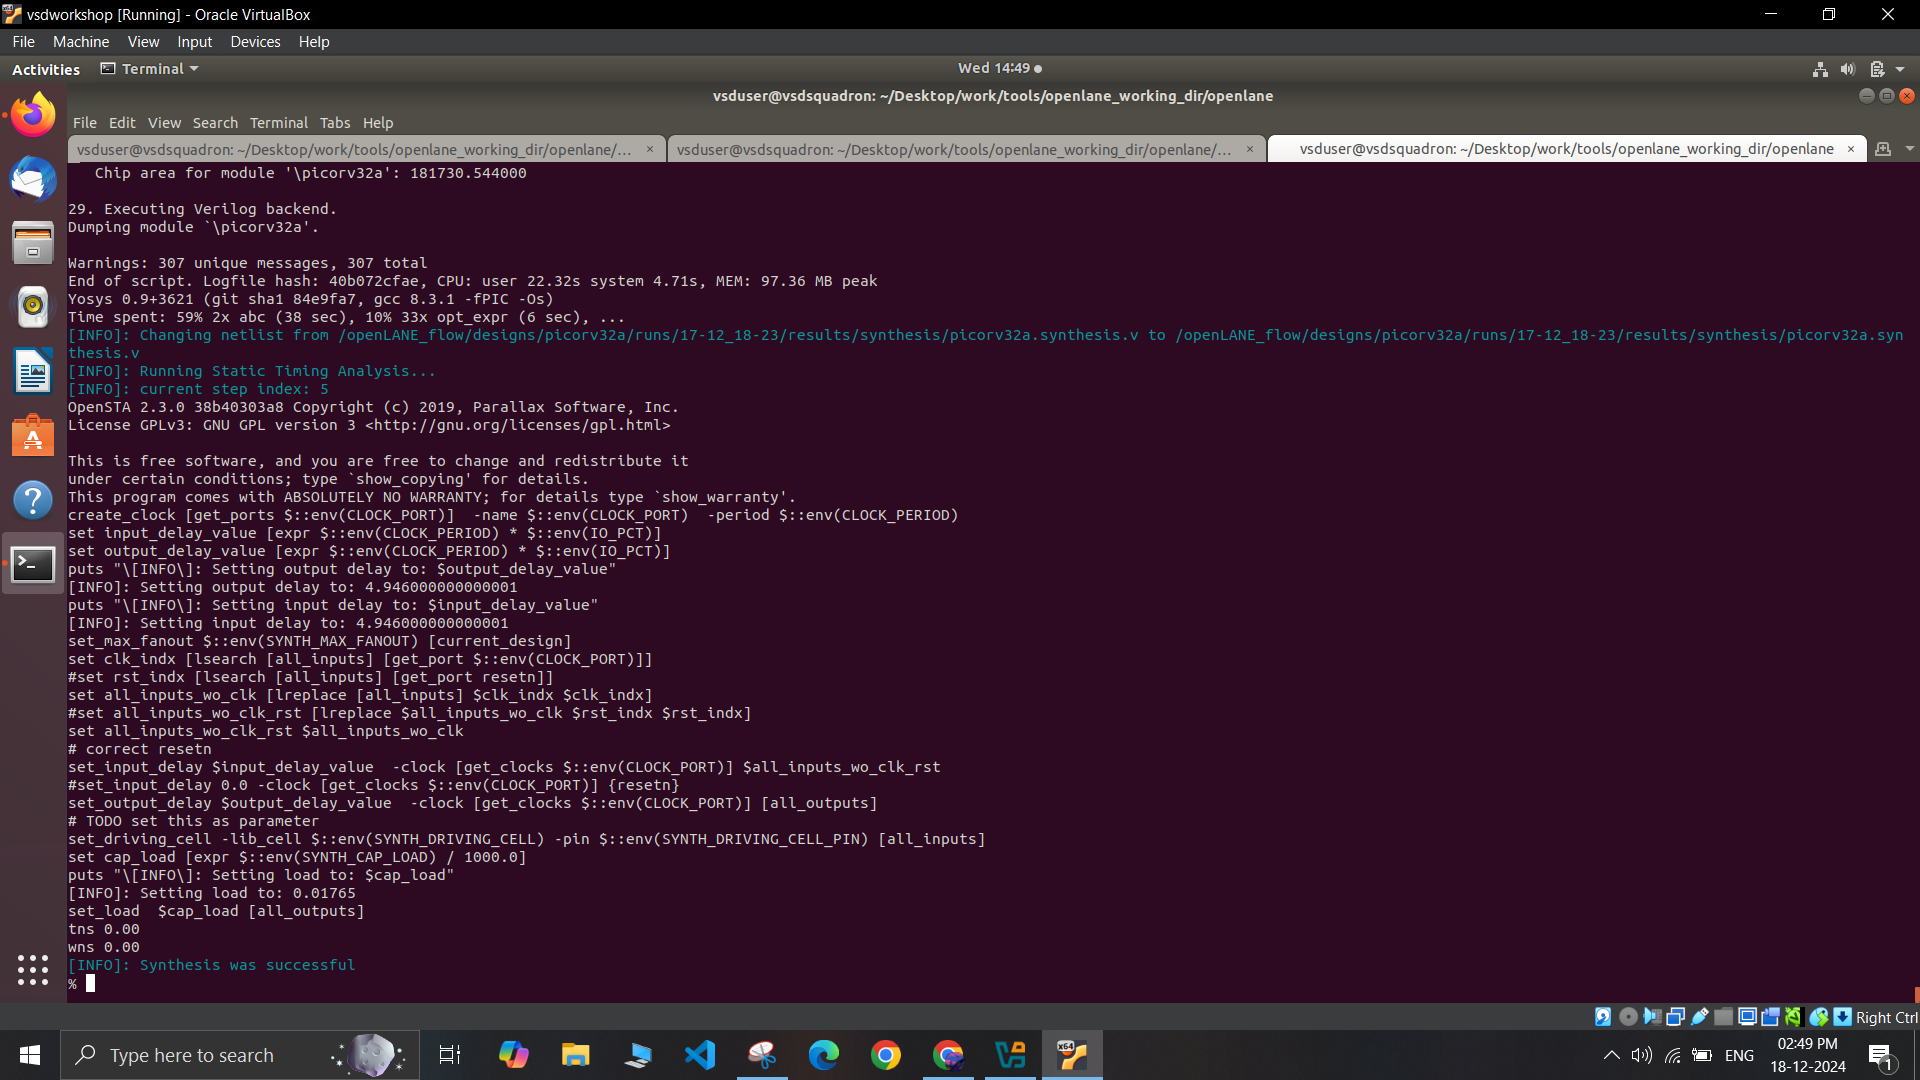 vsdworkshop [Running] - Oracle VirtualBox
File Machine View Input Devices Help
Activities Terminal Wed 14:49
vsduser@vsdsquadron: ~/Desktop/work/tools/openlane_working_dir/openlane
File Edit View Search Terminal Tabs Help
vsduser@vsdsquadron: ~/Desktop/work/tools/openlane_working_dir/openlane/... × vsduser@vsdsquadron: ~/Desktop/work/tools/openlane_working_dir/openlane/... × vsduser@vsdsquadron: ~/Desktop/work/tools/openlane_working_dir/openlane ×
Chip area for module '\picorv32a': 181730.544000
29. Executing Verilog backend.
Dumping module `\picorv32a'.
Warnings: 307 unique messages, 307 total
End of script. Logfile hash: 40b072cfae, CPU: user 22.32s system 4.71s, MEM: 97.36 MB peak
Yosys 0.9+3621 (git sha1 84e9fa7, gcc 8.3.1 -fPIC -Os)
Time spent: 59% 2x abc (38 sec), 10% 33x opt_expr (6 sec), ...
[INFO]: Changing netlist from /openLANE_flow/designs/picorv32a/runs/17-12_18-23/results/synthesis/picorv32a.synthesis.v to /openLANE_flow/designs/picorv32a/runs/17-12_18-23/results/synthesis/picorv32a.syn
thesis.v
[INFO]: Running Static Timing Analysis...
[INFO]: current step index: 5
OpenSTA 2.3.0 38b40303a8 Copyright (c) 2019, Parallax Software, Inc.
License GPLv3: GNU GPL version 3 <http://gnu.org/licenses/gpl.html>
This is free software, and you are free to change and redistribute it
under certain conditions; type `show_copying' for details.
This program comes with ABSOLUTELY NO WARRANTY; for details type `show_warranty'.
create_clock [get_ports $::env(CLOCK_PORT)]  -name $::env(CLOCK_PORT)  -period $::env(CLOCK_PERIOD)
set input_delay_value [expr $::env(CLOCK_PERIOD) * $::env(IO_PCT)]
set output_delay_value [expr $::env(CLOCK_PERIOD) * $::env(IO_PCT)]
puts "\[INFO\]: Setting output delay to: $output_delay_value"
[INFO]: Setting output delay to: 4.946000000000001
puts "\[INFO\]: Setting input delay to: $input_delay_value"
[INFO]: Setting input delay to: 4.946000000000001
set_max_fanout $::env(SYNTH_MAX_FANOUT) [current_design]
set clk_indx [lsearch [all_inputs] [get_port $::env(CLOCK_PORT)]]
#set rst_indx [lsearch [all_inputs] [get_port resetn]]
set all_inputs_wo_clk [lreplace [all_inputs] $clk_indx $clk_indx]
#set all_inputs_wo_clk_rst [lreplace $all_inputs_wo_clk $rst_indx $rst_indx]
set all_inputs_wo_clk_rst $all_inputs_wo_clk
# correct resetn
set_input_delay $input_delay_value  -clock [get_clocks $::env(CLOCK_PORT)] $all_inputs_wo_clk_rst
#set_input_delay 0.0 -clock [get_clocks $::env(CLOCK_PORT)] {resetn}
set_output_delay $output_delay_value  -clock [get_clocks $::env(CLOCK_PORT)] [all_outputs]
# TODO set this as parameter
set_driving_cell -lib_cell $::env(SYNTH_DRIVING_CELL) -pin $::env(SYNTH_DRIVING_CELL_PIN) [all_inputs]
set cap_load [expr $::env(SYNTH_CAP_LOAD) / 1000.0]
puts "\[INFO\]: Setting load to: $cap_load"
[INFO]: Setting load to: 0.01765
set_load  $cap_load [all_outputs]
tns 0.00
wns 0.00
[INFO]: Synthesis was successful
%
Right Ctrl
Type here to search
ENG
02:49 PM
18-12-2024
1